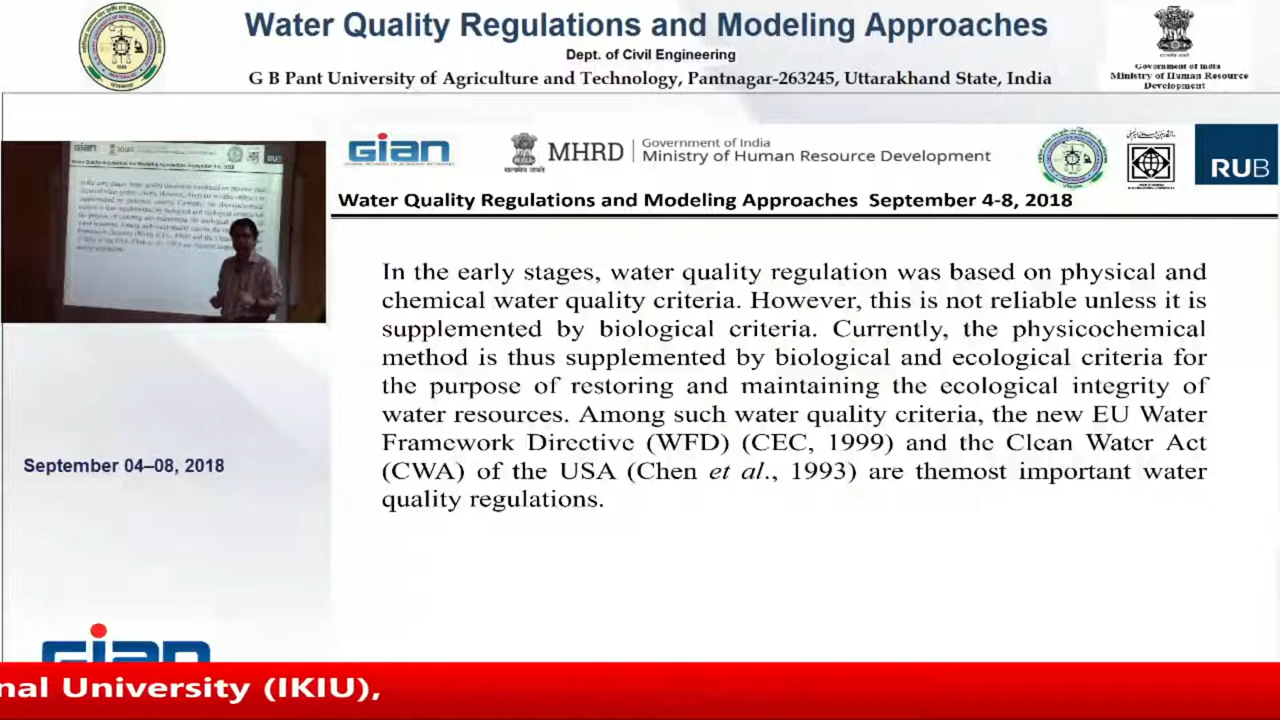 Water Quality Regulations and Modeling Approaches
Dept. of Civil Engineering
G B Pant University of Agriculture and Technology, Pantnagar-263245, Uttarakhand State, India
Government of India
Ministry of Human Resource
Development
GIAN
MHRD
Government of India
Ministry of Human Resource Development
सत्यमेव जयते
RUB
Water Quality Regulations and Modeling Approaches September 4-8, 2018
In the early stages, water quality regulation was based on physical and
chemical water quality criteria. However, this is not reliable unless it is
supplemented by biological criteria. Currently, the physicochemical
method is thus supplemented by biological and ecological criteria for
the purpose of restoring and maintaining the ecological integrity of
water resources. Among such water quality criteria, the new EU Water
Framework Directive (WFD) (CEC, 1999) and the Clean Water Act
(CWA) of the USA (Chen et al., 1993) are themost important water
quality regulations.
September 04–08, 2018
GIAN
nal University (IKIU),